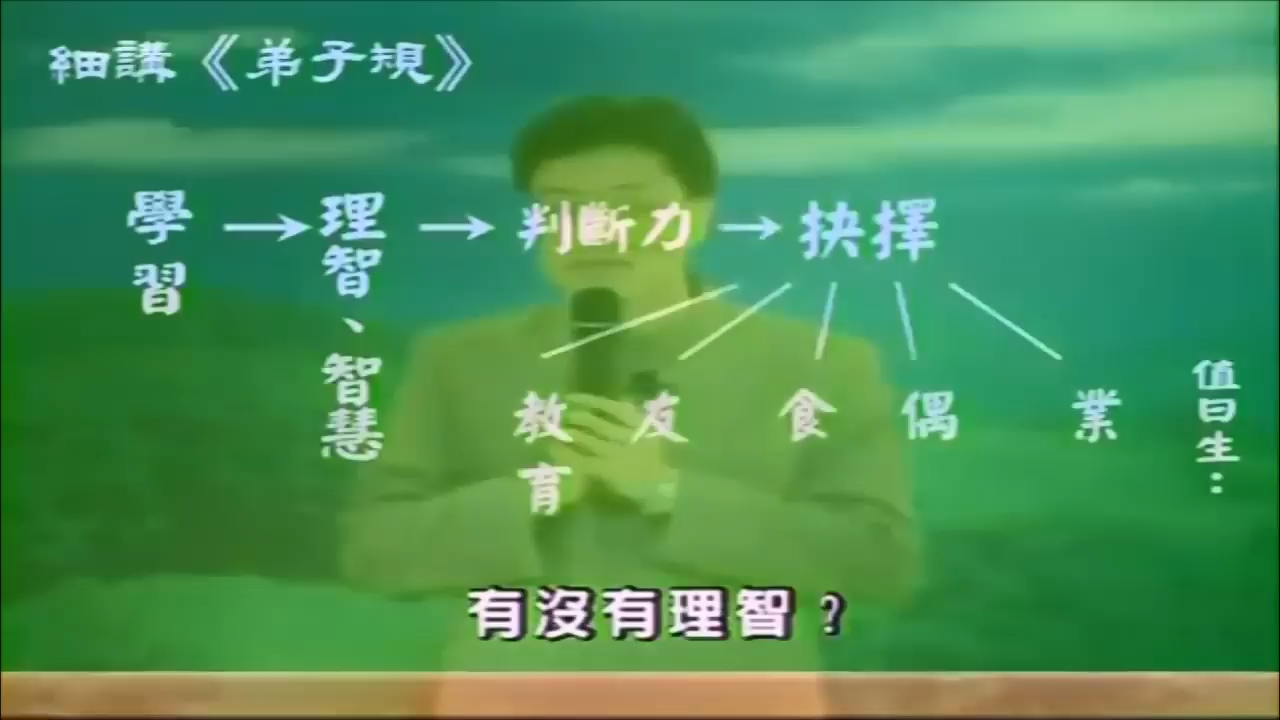 細講《弟子規》
學習→理智、智慧→判斷力→抉擇
教育 友 食 偶 業
值日生：
有沒有理智？